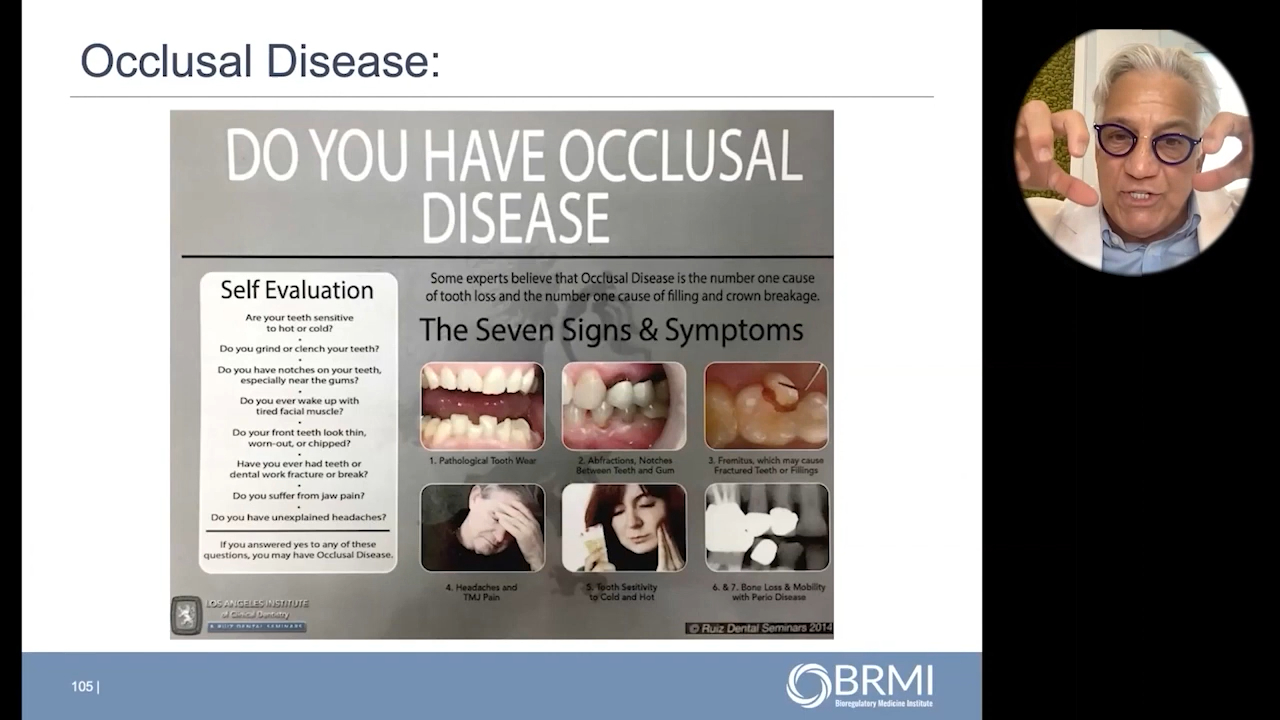 Occlusal Disease:
DO YOU HAVE OCCLUSAL
DISEASE
Self Evaluation
Are your teeth sensitive
to hot or cold?
•
Do you grind or clench your teeth?
•
Do you have notches on your teeth,
especially near the gums?
•
Do you ever wake up with
tired facial muscle?
•
Do your front teeth look thin,
worn-out, or chipped?
•
Have you ever had teeth or
dental work fracture or break?
•
Do you suffer from jaw pain?
•
Do you have unexplained headaches?
If you answered yes to any of these
questions, you may have Occlusal Disease.
Some experts believe that Occlusal Disease is the number one cause
of tooth loss and the number one cause of filling and crown breakage.
The Seven Signs & Symptoms
1. Pathological Tooth Wear
2. Abfractions, Notches
Between Teeth and Gum
3. Fremitus, which may cause
Fractured Teeth or Fillings
4. Headaches and
TMJ Pain
5. Tooth Sesitivity
to Cold and Hot
6. & 7. Bone Loss & Mobility
with Perio Disease
LOS ANGELES INSTITUTE
of Clinical Dentistry
A RUIZ DENTAL SEMINARS
© Ruiz Dental Seminars 2014
105 |
BRMI
Bioregulatory Medicine Institute